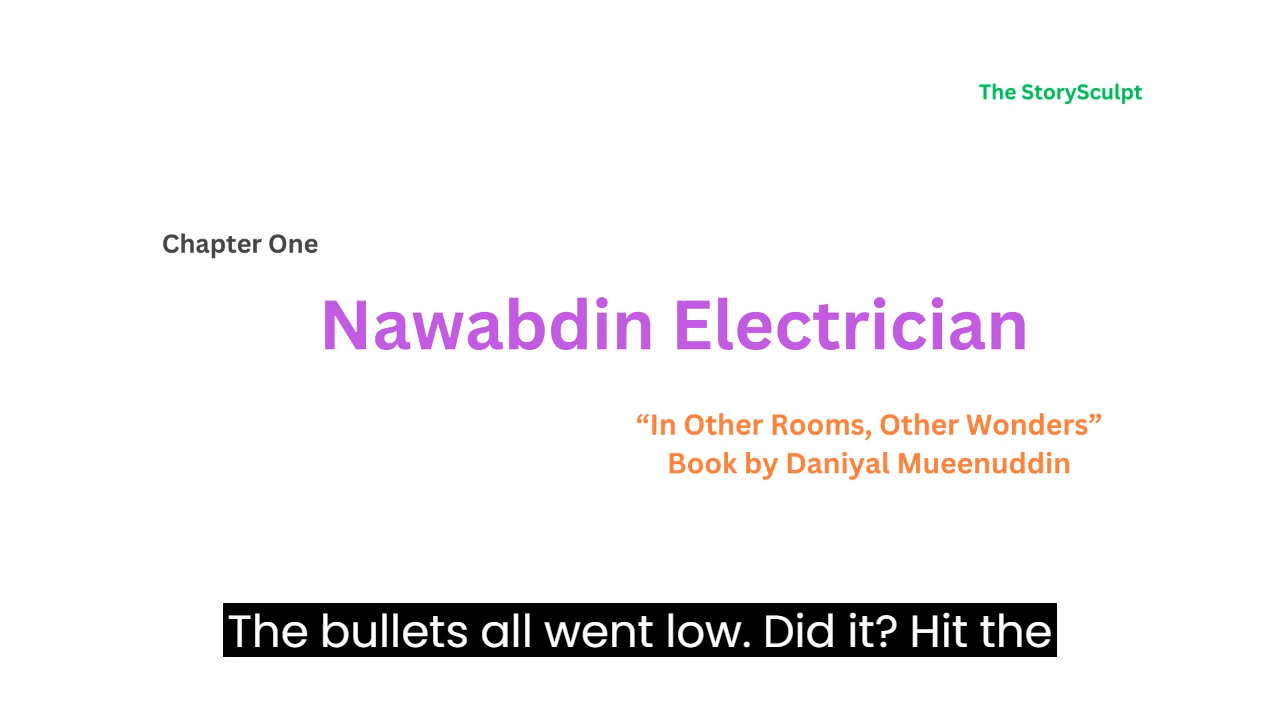 The StorySculpt
Chapter One
Nawabdin Electrician
“In Other Rooms, Other Wonders”
Book by Daniyal Mueenuddin
The bullets all went low. Did it? Hit the